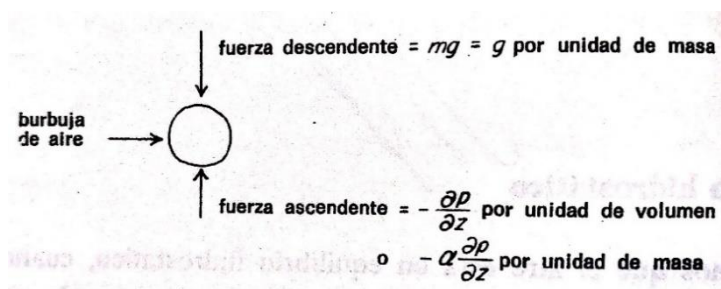 fuerza descendente = mg = g por unidad de masa
burbuja
de aire
fuerza ascendente = - ∂p/∂z por unidad de volumen
o - α ∂p/∂z por unidad de masa